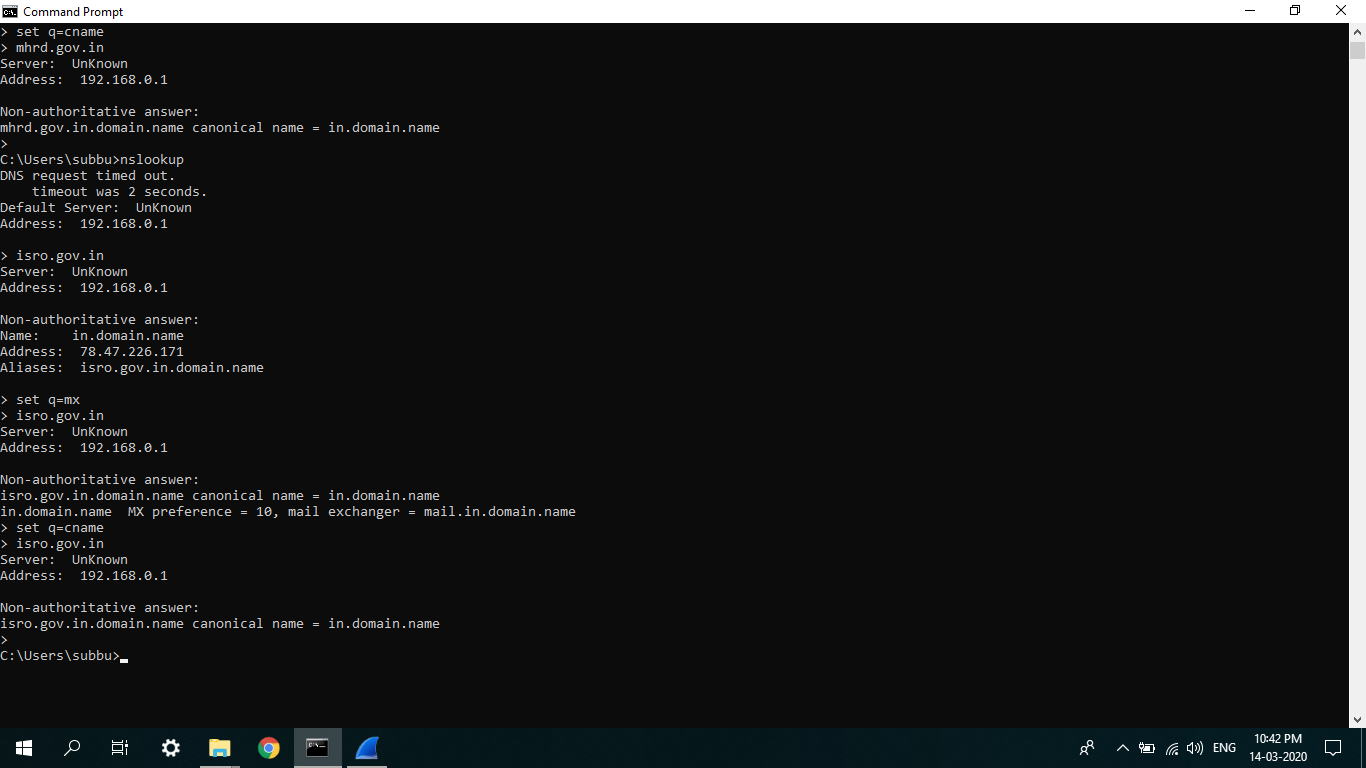 Command Prompt
> set q=cname
> mhrd.gov.in
Server:  UnKnown
Address:  192.168.0.1

Non-authoritative answer:
mhrd.gov.in.domain.name canonical name = in.domain.name
>
C:\Users\subbu>nslookup
DNS request timed out.
    timeout was 2 seconds.
Default Server:  UnKnown
Address:  192.168.0.1

> isro.gov.in
Server:  UnKnown
Address:  192.168.0.1

Non-authoritative answer:
Name:    in.domain.name
Address:  78.47.226.171
Aliases:  isro.gov.in.domain.name

> set q=mx
> isro.gov.in
Server:  UnKnown
Address:  192.168.0.1

Non-authoritative answer:
isro.gov.in.domain.name canonical name = in.domain.name
in.domain.name  MX preference = 10, mail exchanger = mail.in.domain.name
> set q=cname
> isro.gov.in
Server:  UnKnown
Address:  192.168.0.1

Non-authoritative answer:
isro.gov.in.domain.name canonical name = in.domain.name
>
C:\Users\subbu>
ENG
10:42 PM
14-03-2020